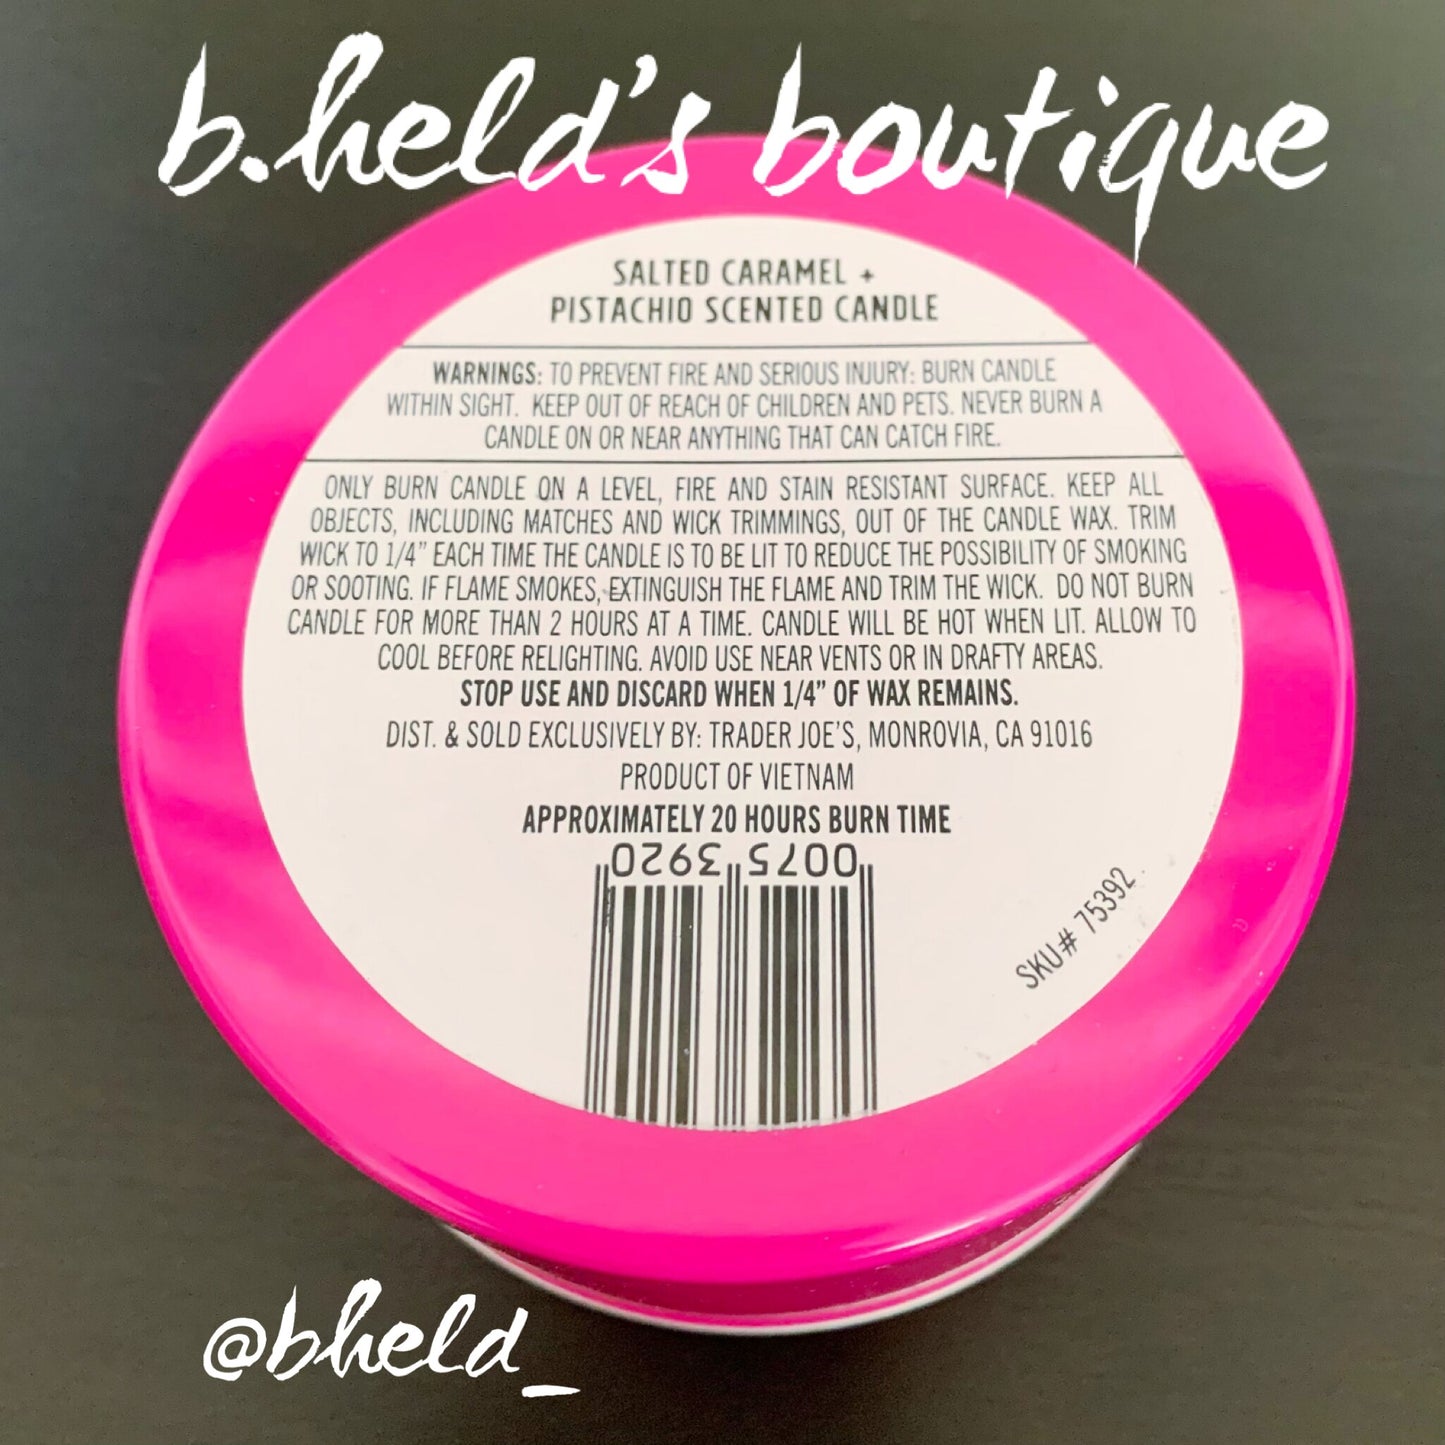 b.held's boutique
SALTED CARAMEL +
PISTACHIO SCENTED CANDLE
WARNINGS: TO PREVENT FIRE AND SERIOUS INJURY: BURN CANDLE
WITHIN SIGHT. KEEP OUT OF REACH OF CHILDREN AND PETS. NEVER BURN A
CANDLE ON OR NEAR ANYTHING THAT CAN CATCH FIRE.
ONLY BURN CANDLE ON A LEVEL, FIRE AND STAIN RESISTANT SURFACE. KEEP ALL
OBJECTS, INCLUDING MATCHES AND WICK TRIMMINGS, OUT OF THE CANDLE WAX. TRIM
WICK TO 1/4" EACH TIME THE CANDLE IS TO BE LIT TO REDUCE THE POSSIBILITY OF SMOKING
OR SOOTING. IF FLAME SMOKES, EXTINGUISH THE FLAME AND TRIM THE WICK. DO NOT BURN
CANDLE FOR MORE THAN 2 HOURS AT A TIME. CANDLE WILL BE HOT WHEN LIT. ALLOW TO
COOL BEFORE RELIGHTING. AVOID USE NEAR VENTS OR IN DRAFTY AREAS.
STOP USE AND DISCARD WHEN 1/4" OF WAX REMAINS.
DIST. & SOLD EXCLUSIVELY BY: TRADER JOE'S, MONROVIA, CA 91016
PRODUCT OF VIETNAM
APPROXIMATELY 20 HOURS BURN TIME
0075 3920
SKU# 75392
@bheld_